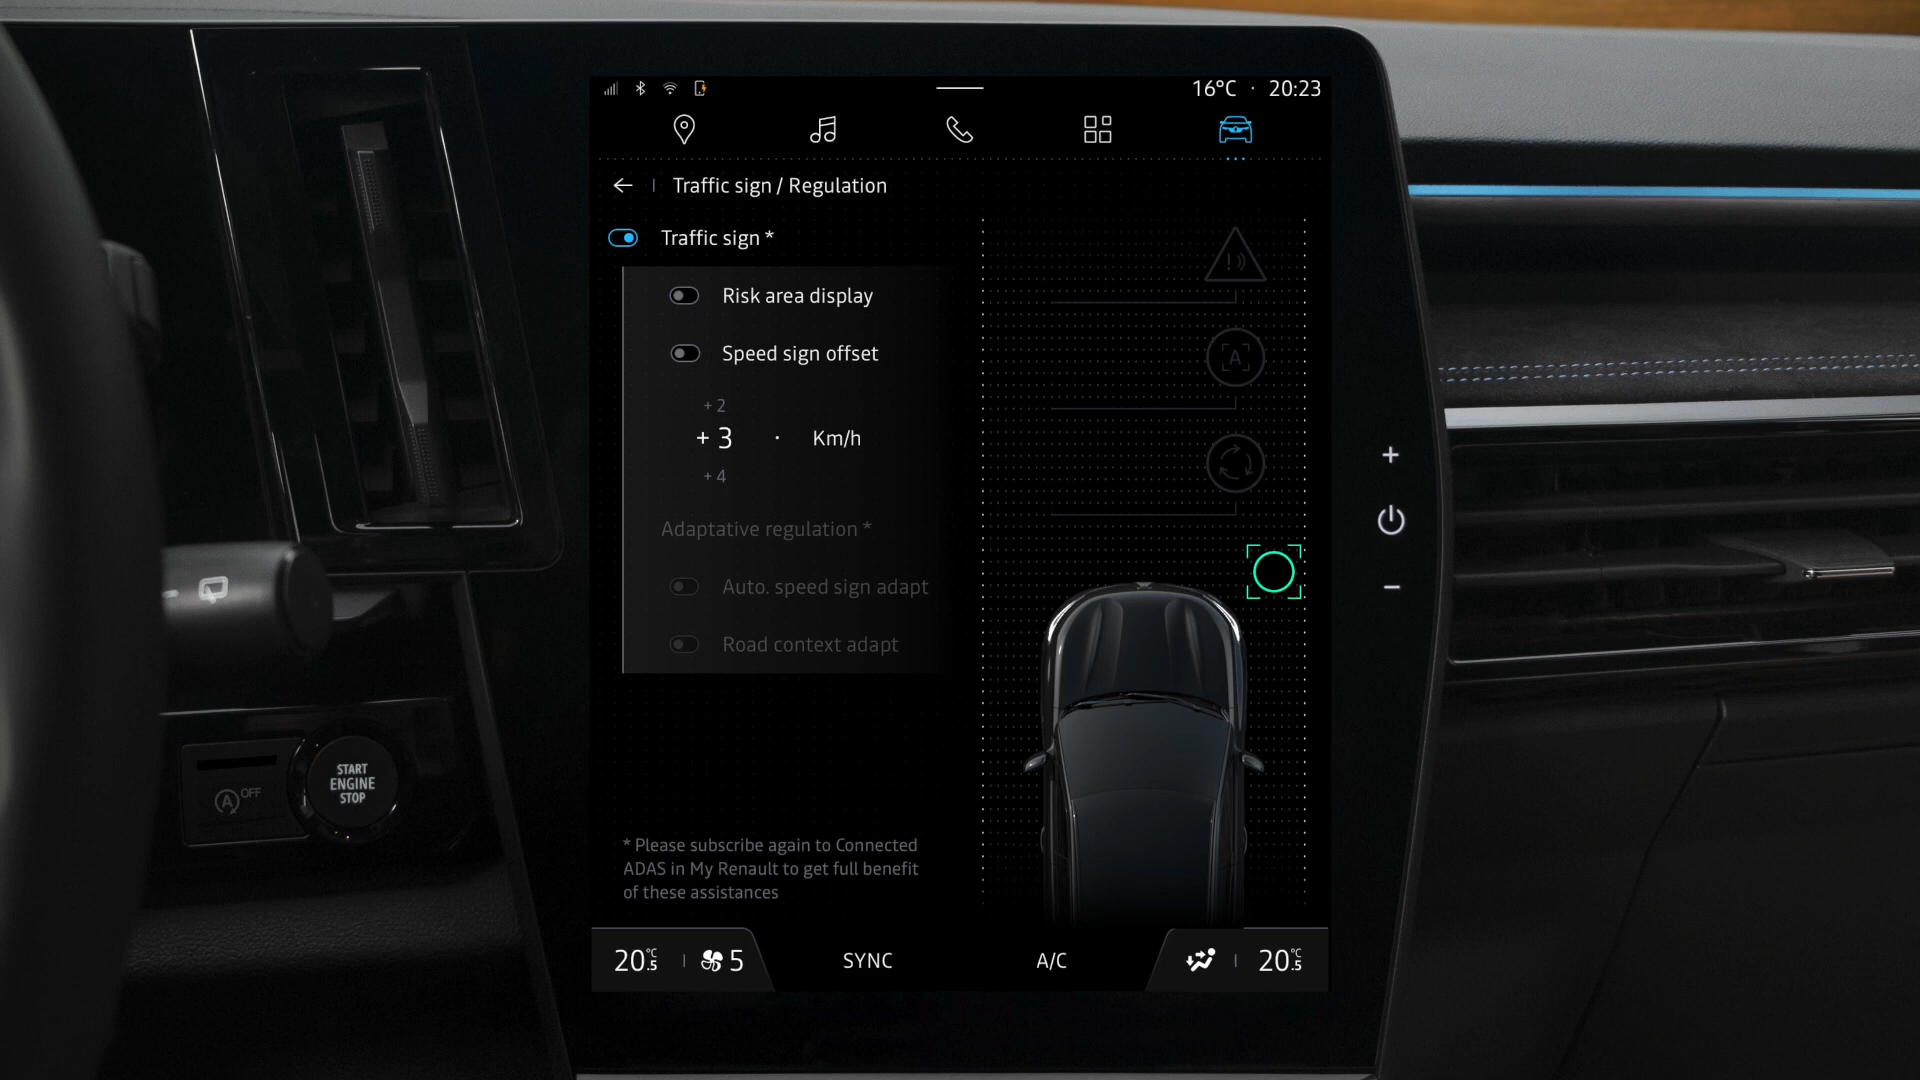 16°C · 20:23
Traffic sign / Regulation
Traffic sign *
Risk area display
Speed sign offset
+ 2
+ 3 · Km/h
+ 4
Adaptative regulation *
Auto. speed sign adapt
Road context adapt
* Please subscribe again to Connected
ADAS in My Renault to get full benefit
of these assistances
20.5°C 5 SYNC A/C 20.5°C
A
+
−
A OFF
START
ENGINE
STOP